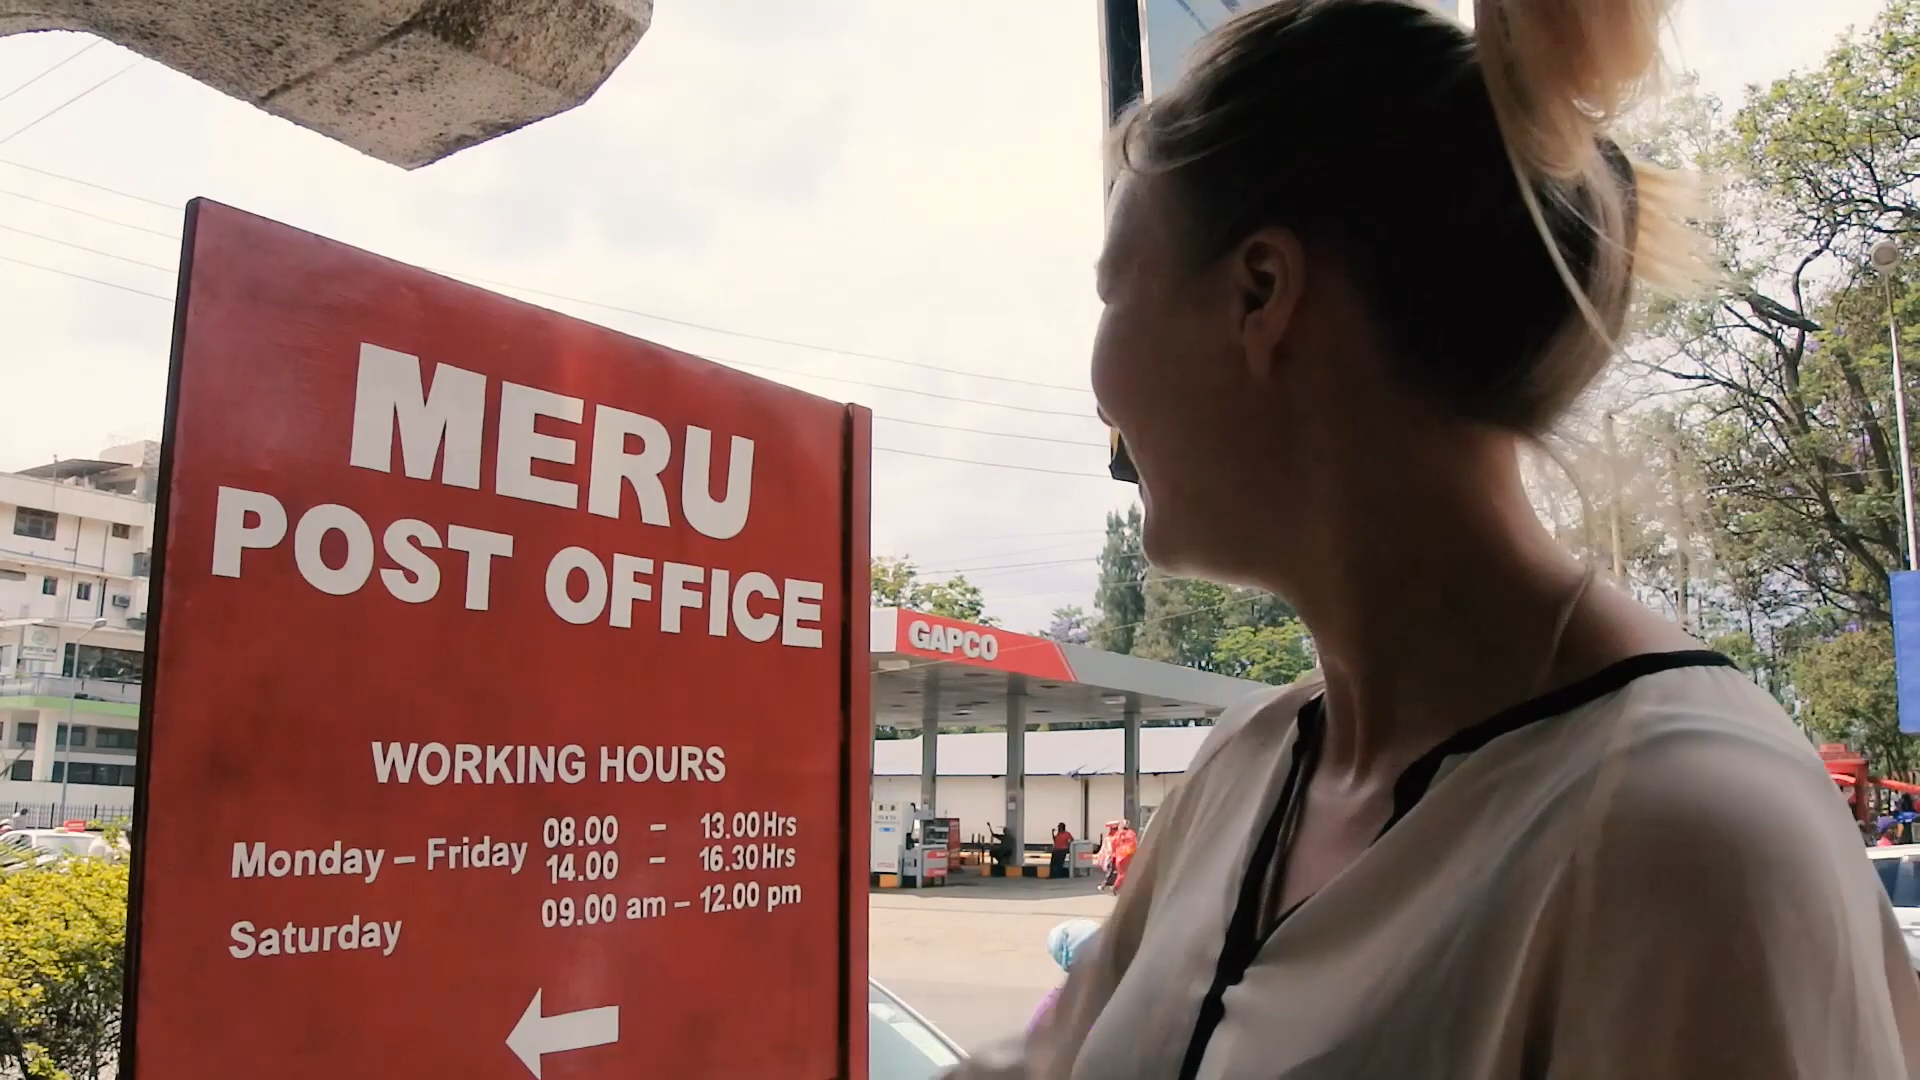 MERU
POST OFFICE
WORKING HOURS
Monday – Friday 08.00 – 13.00 Hrs
14.00 – 16.30 Hrs
Saturday 09.00 am – 12.00 pm
GAPCO